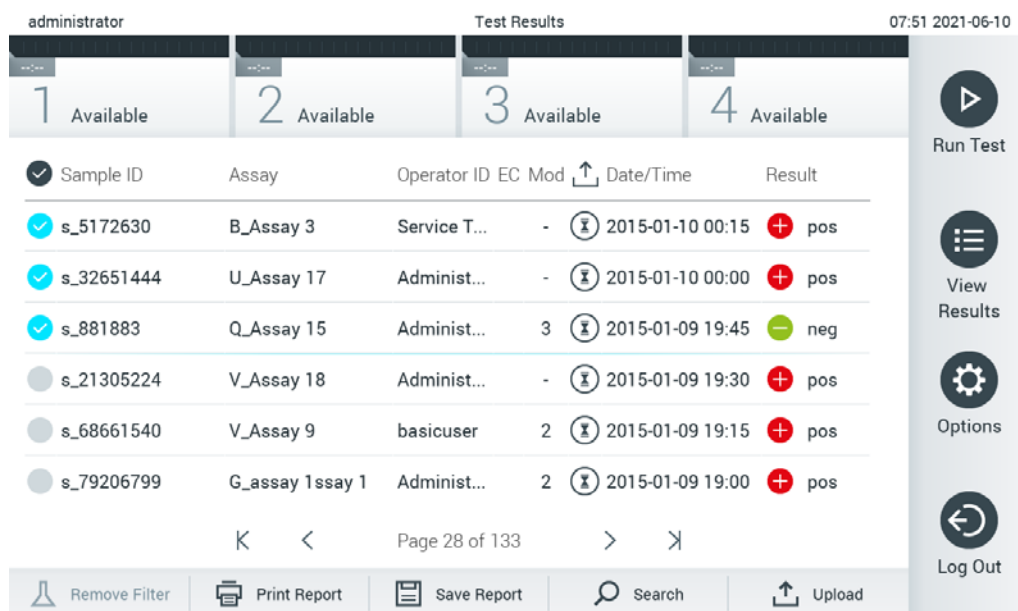 administrator Test Results 07:51 2021-06-10
--:-- --:-- --:-- --:--
1 Available 2 Available 3 Available 4 Available
Run Test
Sample ID Assay Operator ID EC Mod Date/Time Result
s_5172630 B_Assay 3 Service T... - 2015-01-10 00:15 pos
s_32651444 U_Assay 17 Administ... - 2015-01-10 00:00 pos
View
Results
s_881883 Q_Assay 15 Administ... 3 2015-01-09 19:45 neg
s_21305224 V_Assay 18 Administ... - 2015-01-09 19:30 pos
s_68661540 V_Assay 9 basicuser 2 2015-01-09 19:15 pos
Options
s_79206799 G_assay 1ssay 1 Administ... 2 2015-01-09 19:00 pos
Page 28 of 133
Log Out
Remove Filter Print Report Save Report Search Upload